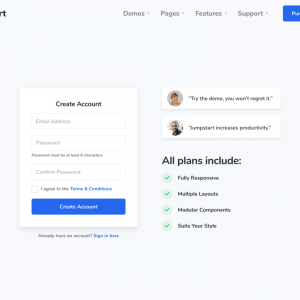 rt
Demos
Pages
Features
Support
Pu
Create Account
Email Address
Password
Password must be at least 8 characters
Confirm Password
I agree to the Terms & Conditions
Create Account
Already have an account? Sign in here
"Try the demo, you won't regret it."
"Jumpstart increases productivity."
All plans include:
Fully Responsive
Multiple Layouts
Modular Components
Suits Your Style